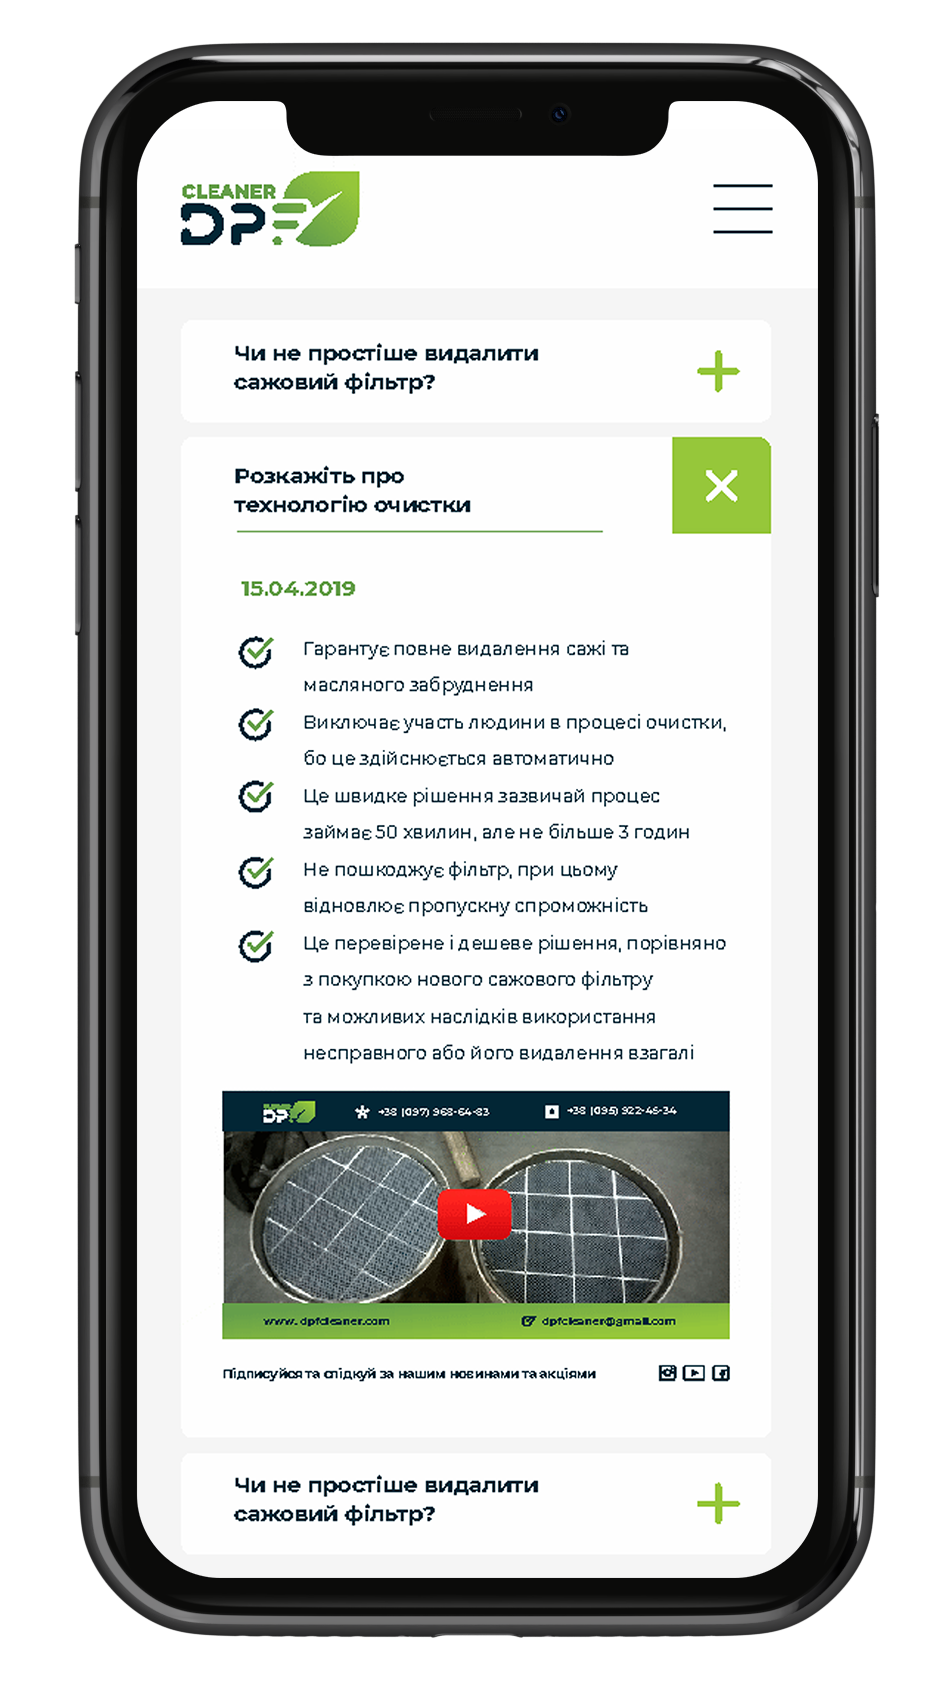 CLEANER
DPF
Чи не простіше видалити
сажовий фільтр?
Розкажіть про
технологію очистки
15.04.2019
Гарантує повне видалення сажі та
масляного забруднення
Виключає участь людини в процесі очистки,
бо це здійснюється автоматично
Це швидке рішення зазвичай процес
займає 50 хвилин, але не більше 3 годин
Не пошкоджує фільтр, при цьому
відновлює пропускну спроможність
Це перевірене і дешеве рішення, порівняно
з покупкою нового сажового фільтру
та можливих наслідків використання
несправного або його видалення взагалі
DPF +38 (097) 968-64-83 +38 (095) 922-46-34
www. dpfcleaner.com dpfcleaner@gmail.com
Підписуйся та слідкуй за нашим новинами та акціями
Чи не простіше видалити
сажовий фільтр?